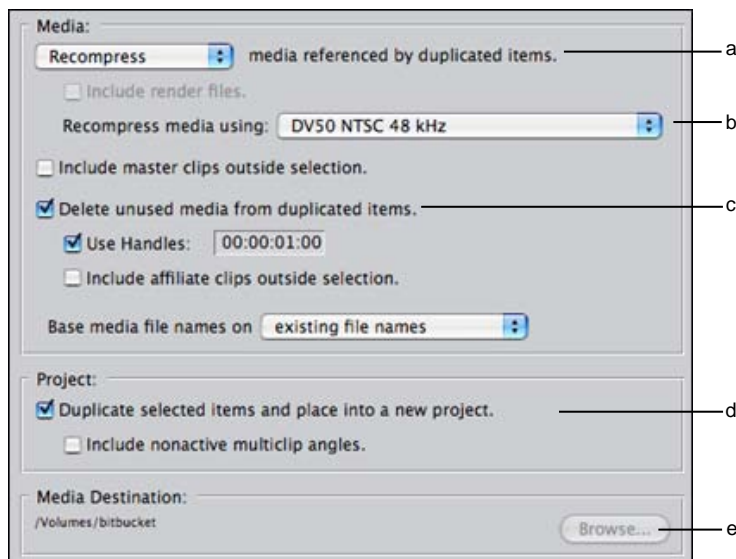 Media:
Recompress media referenced by duplicated items. a
Include render files.
Recompress media using: DV50 NTSC 48 kHz b
Include master clips outside selection.
Delete unused media from duplicated items. c
Use Handles: 00:00:01:00
Include affiliate clips outside selection.
Base media file names on existing file names
Project:
Duplicate selected items and place into a new project. d
Include nonactive multiclip angles.
Media Destination:
/Volumes/bitbucket
Browse... e